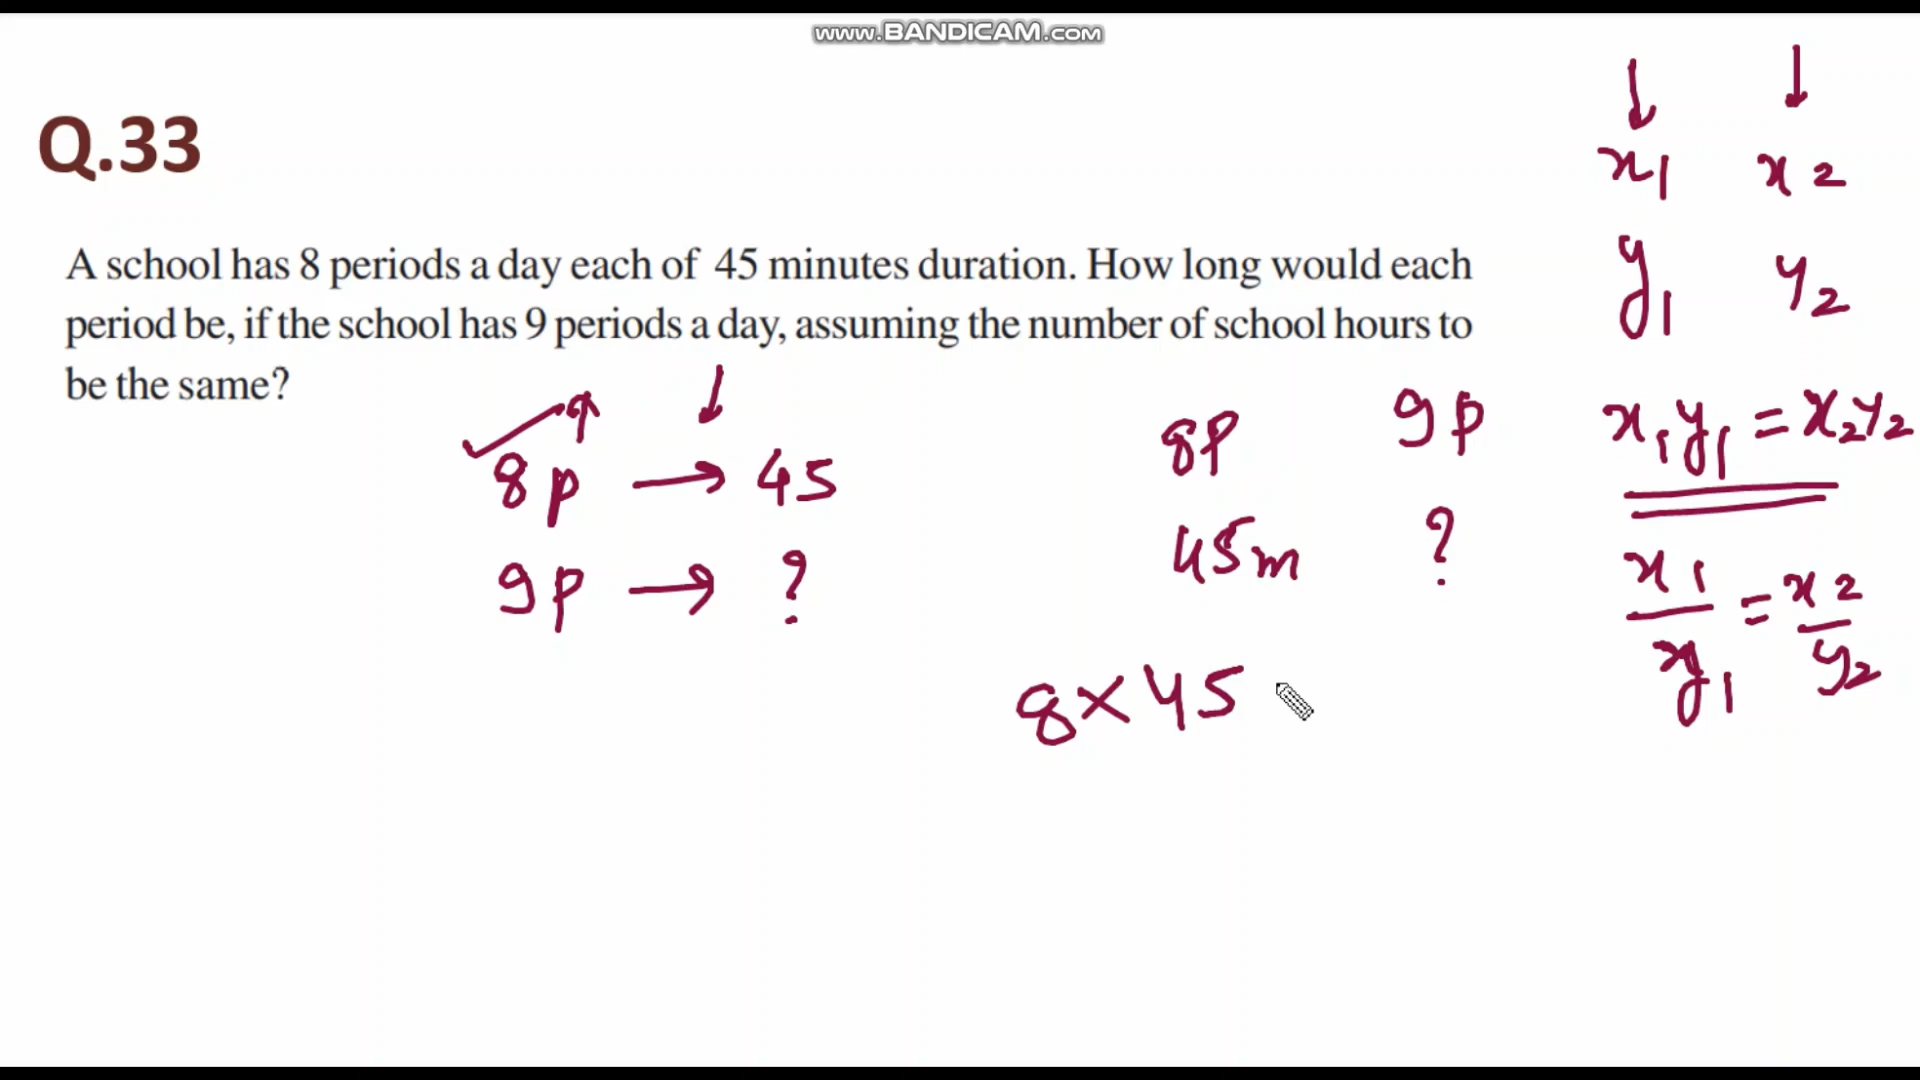 www.BANDICAM.com
Q.33
A school has 8 periods a day each of 45 minutes duration. How long would each
period be, if the school has 9 periods a day, assuming the number of school hours to
be the same?
8p → 45
9p → ?
8p 9p
45m ?
8×45
x1 x2
y1 y2
x1y1 = x2y2
x1/y1 = x2/y2